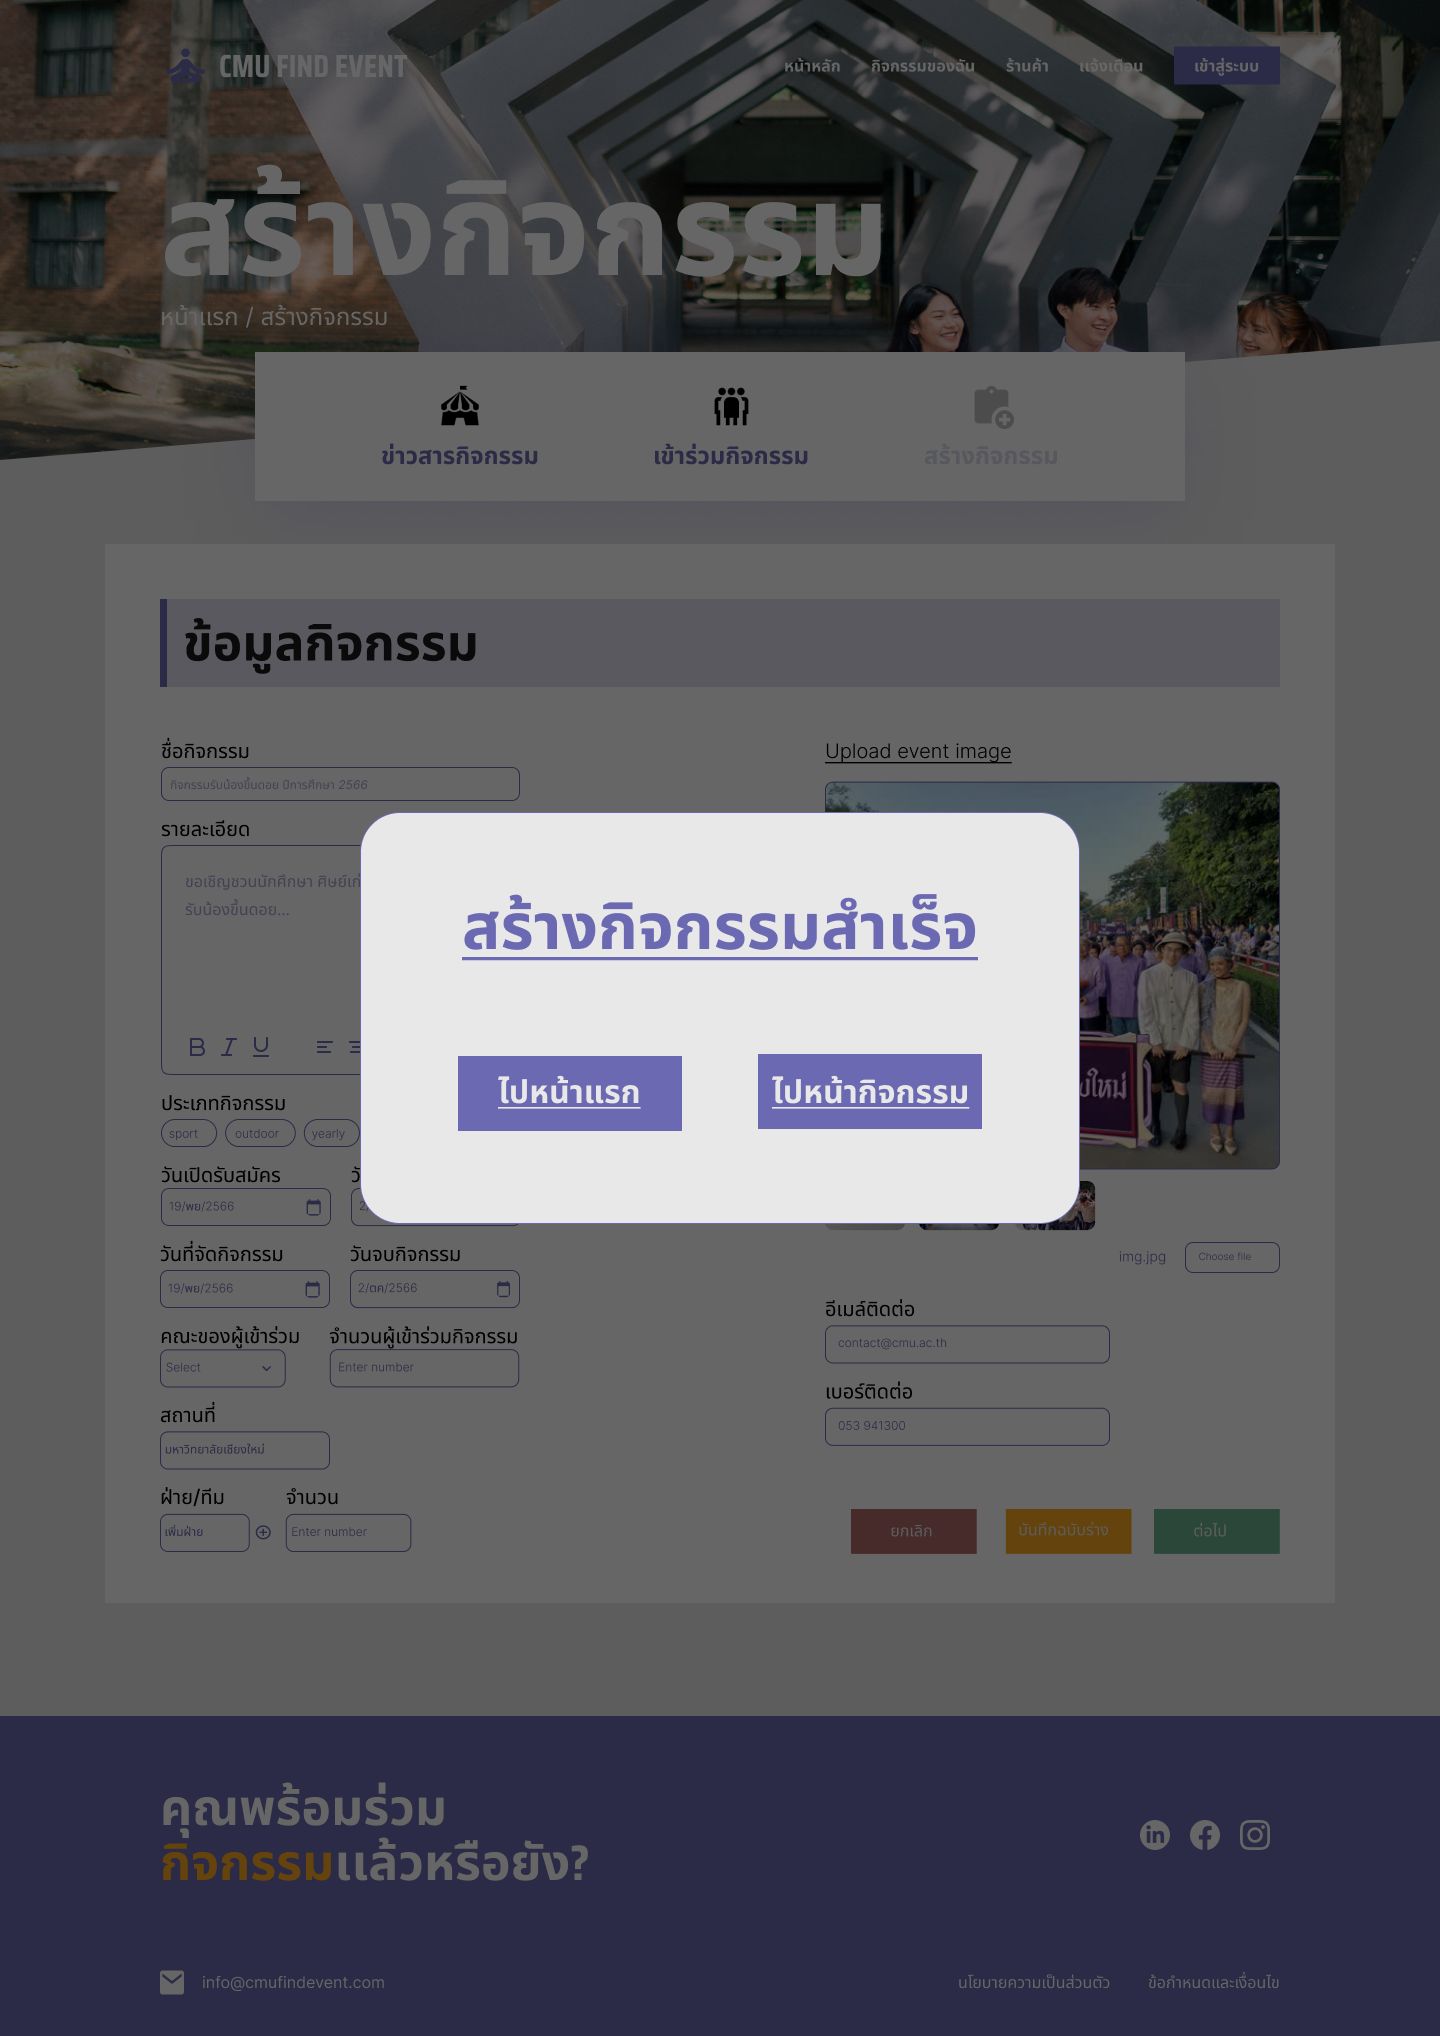 CMU FIND EVENT
หน้าหลัก กิจกรรมของฉัน ร้านค้า แจ้งเตือน เข้าสู่ระบบ
สร้างกิจกรรม
หน้าแรก / สร้างกิจกรรม
ข่าวสารกิจกรรม เข้าร่วมกิจกรรม สร้างกิจกรรม
ข้อมูลกิจกรรม
ชื่อกิจกรรม
กิจกรรมรับน้องขึ้นดอย ปีการศึกษา 2566
รายละเอียด
ขอเชิญชวนนักศึกษา ศิษย์เก่
รับน้องขึ้นดอย...
B I U
ประเภทกิจกรรม
sport outdoor yearly
วันเปิดรับสมัคร วั
19/พย/2566 2/
วันที่จัดกิจกรรม วันจบกิจกรรม
19/พย/2566 2/ตค/2566
คณะของผู้เข้าร่วม จำนวนผู้เข้าร่วมกิจกรรม
Select Enter number
สถานที่
มหาวิทยาลัยเชียงใหม่
ฝ่าย/ทีม จำนวน
เพิ่มฝ่าย Enter number
Upload event image
ยใหม่
img.jpg Choose file
อีเมล์ติดต่อ
contact@cmu.ac.th
เบอร์ติดต่อ
053 941300
ยกเลิก บันทึกฉบับร่าง ต่อไป
สร้างกิจกรรมสำเร็จ
ไปหน้าแรก ไปหน้ากิจกรรม
คุณพร้อมร่วม
กิจกรรมแล้วหรือยัง?
in
info@cmufindevent.com
นโยบายความเป็นส่วนตัว ข้อกำหนดและเงื่อนไข